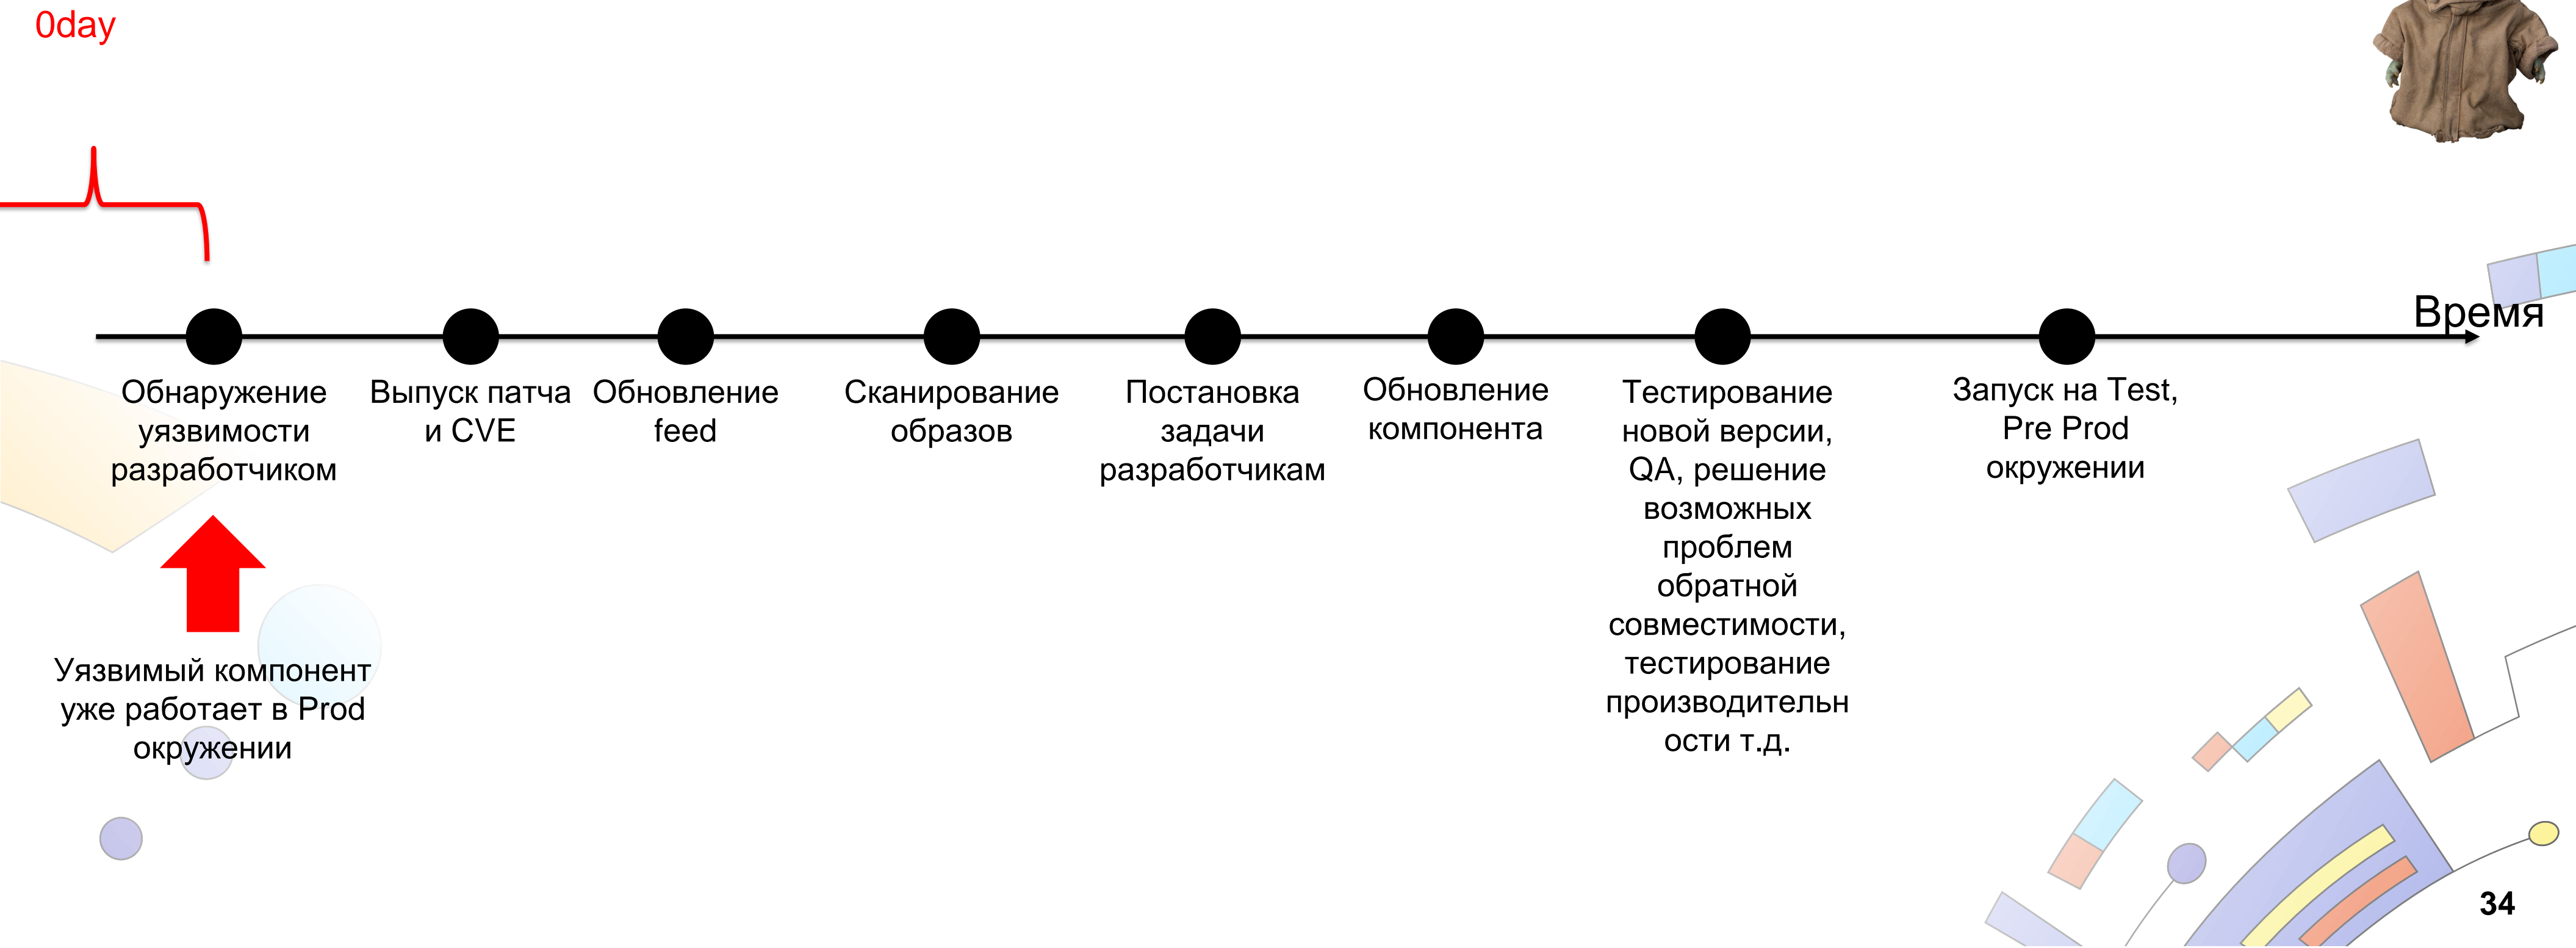 0day
Время
Обнаружение
уязвимости
разработчиком
Выпуск патча
и CVE
Обновление
feed
Сканирование
образов
Постановка
задачи
разработчикам
Обновление
компонента
Тестирование
новой версии,
QA, решение
возможных
проблем
обратной
совместимости,
тестирование
производительн
ости т.д.
Запуск на Test,
Pre Prod
окружении
Уязвимый компонент
уже работает в Prod
окружении
34